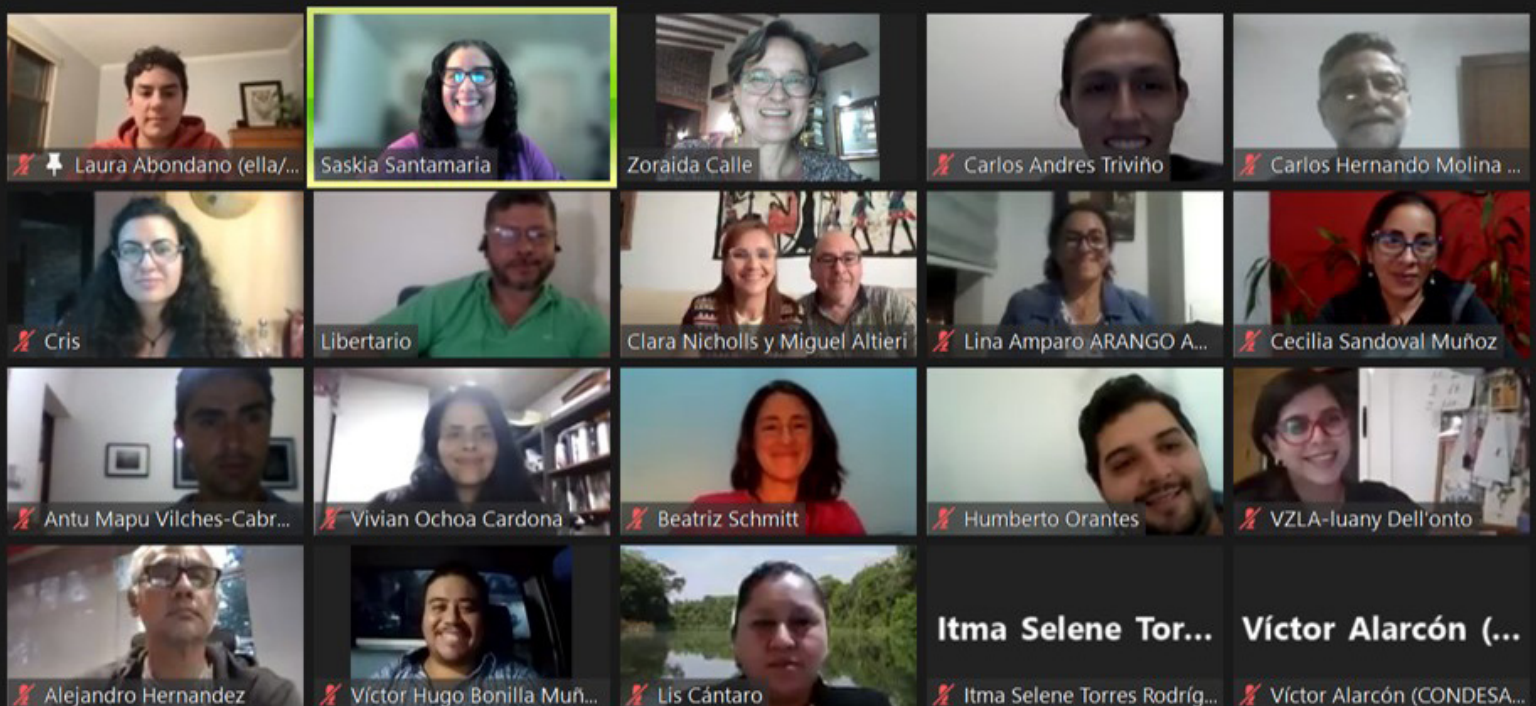 Laura Abondano (ella/...
Saskia Santamaria
Zoraida Calle
Carlos Andres Triviño
Carlos Hernando Molina ...
Cris
Libertario
Clara Nicholls y Miguel Altieri
Lina Amparo ARANGO A...
Cecilia Sandoval Muñoz
Antu Mapu Vilches-Cabr...
Vivian Ochoa Cardona
Beatriz Schmitt
Humberto Orantes
VZLA-Iuany Dell'onto
Alejandro Hernandez
Víctor Hugo Bonilla Muñ...
Lis Cántaro
Itma Selene Tor...
Itma Selene Torres Rodríg...
Víctor Alarcón (...
Víctor Alarcón (CONDESA...